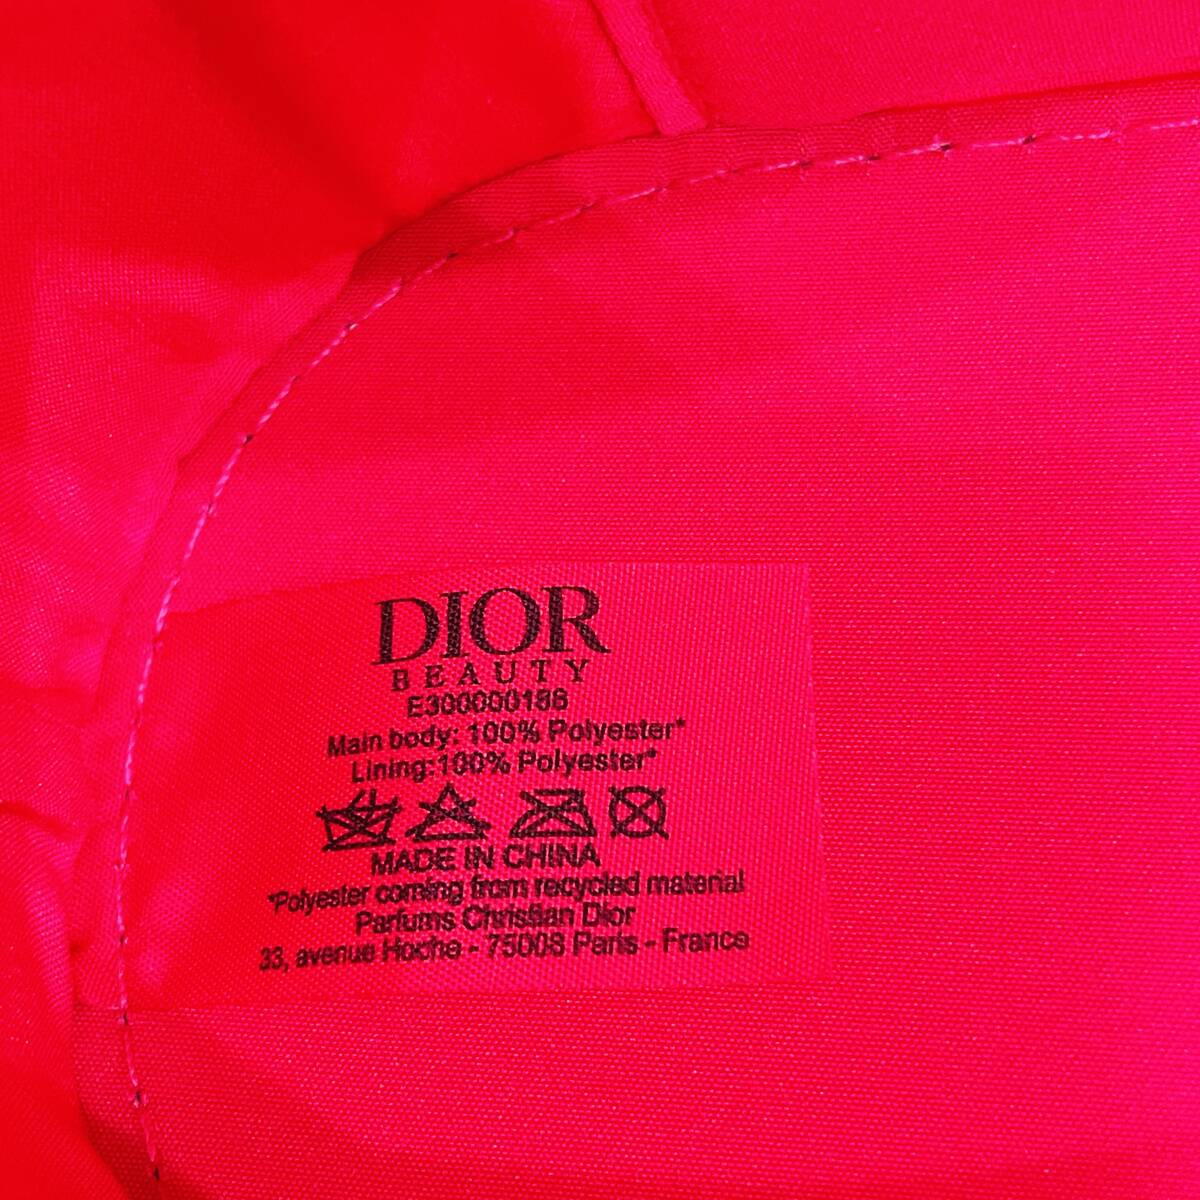 DIOR
BEAUTY
E300000188
Main body: 100% Polyester*
Lining:100% Polyester*
MADE IN CHINA
*Polyester coming from recycled material
Parfums Christian Dior
33, avenue Hoche - 75008 Paris - France